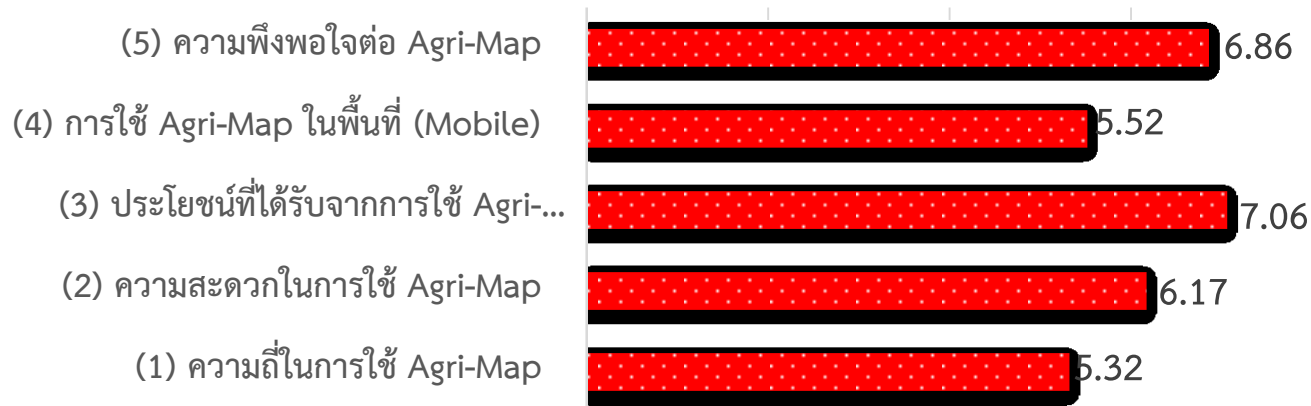 (5) ความพึงพอใจต่อ Agri-Map 6.86
(4) การใช้ Agri-Map ในพื้นที่ (Mobile) 5.52
(3) ประโยชน์ที่ได้รับจากการใช้ Agri-... 7.06
(2) ความสะดวกในการใช้ Agri-Map 6.17
(1) ความถี่ในการใช้ Agri-Map 5.32